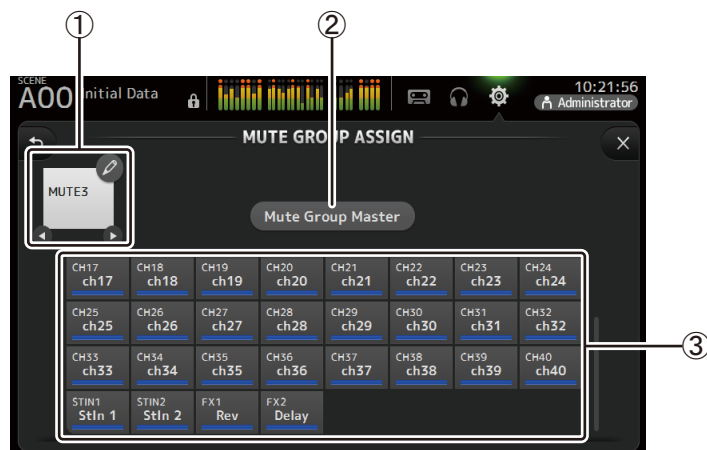 ① ②
SCENE
A00 Initial Data 10:21:56
Administrator
MUTE GROUP ASSIGN
MUTE3
Mute Group Master
CH17 CH18 CH19 CH20 CH21 CH22 CH23 CH24
ch17 ch18 ch19 ch20 ch21 ch22 ch23 ch24
CH25 CH26 CH27 CH28 CH29 CH30 CH31 CH32
ch25 ch26 ch27 ch28 ch29 ch30 ch31 ch32
③
CH33 CH34 CH35 CH36 CH37 CH38 CH39 CH40
ch33 ch34 ch35 ch36 ch37 ch38 ch39 ch40
STIN1 STIN2 FX1 FX2
StIn 1 StIn 2 Rev Delay